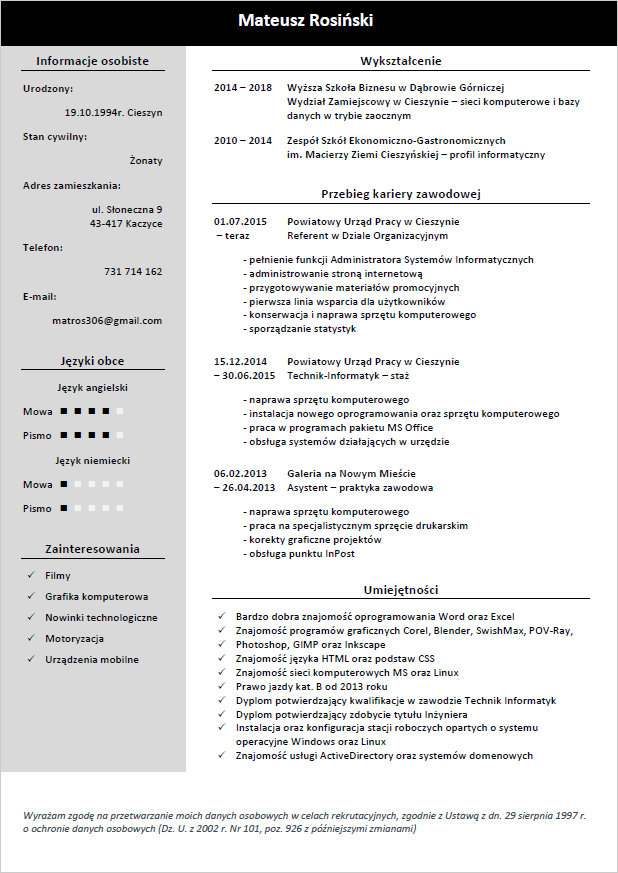 Mateusz Rosiński
Informacje osobiste
Urodzony:
19.10.1994r. Cieszyn
Stan cywilny:
Żonaty
Adres zamieszkania:
ul. Słoneczna 9
43-417 Kaczyce
Telefon:
731 714 162
E-mail:
matros306@gmail.com
Języki obce
Język angielski
Mowa
Pismo
Język niemiecki
Mowa
Pismo
Zainteresowania
✓ Filmy
✓ Grafika komputerowa
✓ Nowinki technologiczne
✓ Motoryzacja
✓ Urządzenia mobilne
Wykształcenie
2014 – 2018 Wyższa Szkoła Biznesu w Dąbrowie Górniczej
Wydział Zamiejscowy w Cieszynie – sieci komputerowe i bazy
danych w trybie zaocznym
2010 – 2014 Zespół Szkół Ekonomiczno-Gastronomicznych
im. Macierzy Ziemi Cieszyńskiej – profil informatyczny
Przebieg kariery zawodowej
01.07.2015 Powiatowy Urząd Pracy w Cieszynie
– teraz Referent w Dziale Organizacyjnym
- pełnienie funkcji Administratora Systemów Informatycznych
- administrowanie stroną internetową
- przygotowywanie materiałów promocyjnych
- pierwsza linia wsparcia dla użytkowników
- konserwacja i naprawa sprzętu komputerowego
- sporządzanie statystyk
15.12.2014 Powiatowy Urząd Pracy w Cieszynie
– 30.06.2015 Technik-Informatyk – staż
- naprawa sprzętu komputerowego
- instalacja nowego oprogramowania oraz sprzętu komputerowego
- praca w programach pakietu MS Office
- obsługa systemów działających w urzędzie
06.02.2013 Galeria na Nowym Mieście
– 26.04.2013 Asystent – praktyka zawodowa
- naprawa sprzętu komputerowego
- praca na specjalistycznym sprzęcie drukarskim
- korekty graficzne projektów
- obsługa punktu InPost
Umiejętności
✓ Bardzo dobra znajomość oprogramowania Word oraz Excel
✓ Znajomość programów graficznych Corel, Blender, SwishMax, POV-Ray,
✓ Photoshop, GIMP oraz Inkscape
✓ Znajomość języka HTML oraz podstaw CSS
✓ Znajomość sieci komputerowych MS oraz Linux
✓ Prawo jazdy kat. B od 2013 roku
✓ Dyplom potwierdzający kwalifikacje w zawodzie Technik Informatyk
✓ Dyplom potwierdzający zdobycie tytułu Inżyniera
✓ Instalacja oraz konfiguracja stacji roboczych opartych o systemu
operacyjne Windows oraz Linux
✓ Znajomość usługi ActiveDirectory oraz systemów domenowych
Wyrażam zgodę na przetwarzanie moich danych osobowych w celach rekrutacyjnych, zgodnie z Ustawą z dn. 29 sierpnia 1997 r.
o ochronie danych osobowych (Dz. U. z 2002 r. Nr 101, poz. 926 z późniejszymi zmianami)